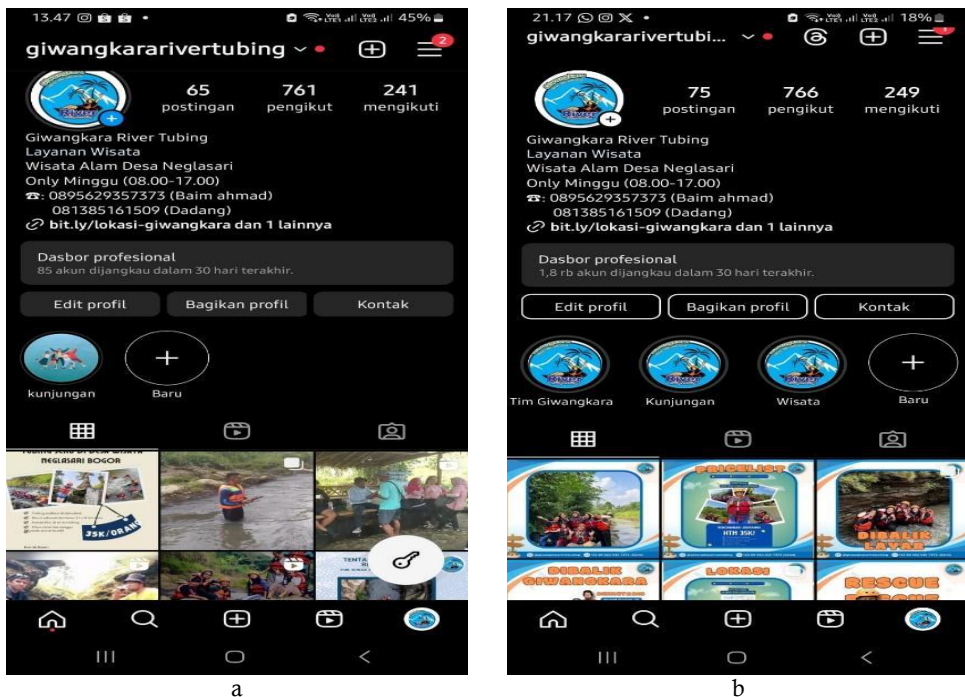 13.47
45%
giwangkararivertubing
2
65 761 241
postingan pengikut mengikuti
Giwangkara River Tubing
Layanan Wisata
Wisata Alam Desa Neglasari
Only Minggu (08.00-17.00)
☎: 0895629357373 (Baim ahmad)
081385161509 (Dadang)
bit.ly/lokasi-giwangkara dan 1 lainnya
Dasbor profesional
85 akun dijangkau dalam 30 hari terakhir.
Edit profil Bagikan profil Kontak
kunjungan Baru
NEGLASARI BOGOR
35K/ORANG
TENTA
a
21.17
18%
giwangkararivertubi...
75 766 249
postingan pengikut mengikuti
Giwangkara River Tubing
Layanan Wisata
Wisata Alam Desa Neglasari
Only Minggu (08.00-17.00)
☎: 0895629357373 (Baim ahmad)
081385161509 (Dadang)
bit.ly/lokasi-giwangkara dan 1 lainnya
Dasbor profesional
1,8 rb akun dijangkau dalam 30 hari terakhir.
Edit profil Bagikan profil Kontak
Tim Giwangkara Kunjungan Wisata Baru
PRICELIST
HTM 35K!
DIBALIK
LAYAR
DIBALIK
GIWANGKARA
LOKASI
RESCUE
RESCUE
b